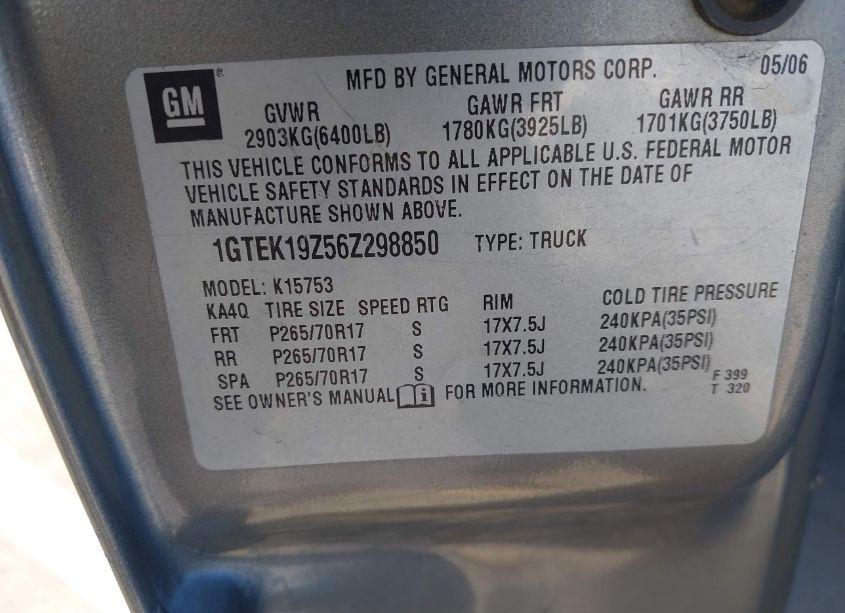 GM ®
MFD BY GENERAL MOTORS CORP. 05/06
GVWR GAWR FRT GAWR RR
2903KG(6400LB) 1780KG(3925LB) 1701KG(3750LB)
THIS VEHICLE CONFORMS TO ALL APPLICABLE U.S. FEDERAL MOTOR
VEHICLE SAFETY STANDARDS IN EFFECT ON THE DATE OF
MANUFACTURE SHOWN ABOVE.
1GTEK19Z56Z298850 TYPE: TRUCK
MODEL: K15753
KA4Q TIRE SIZE SPEED RTG RIM COLD TIRE PRESSURE
FRT P265/70R17 S 17X7.5J 240KPA(35PSI)
RR P265/70R17 S 17X7.5J 240KPA(35PSI)
SPA P265/70R17 S 17X7.5J 240KPA(35PSI)
SEE OWNER'S MANUAL i FOR MORE INFORMATION.
F 399
T 320